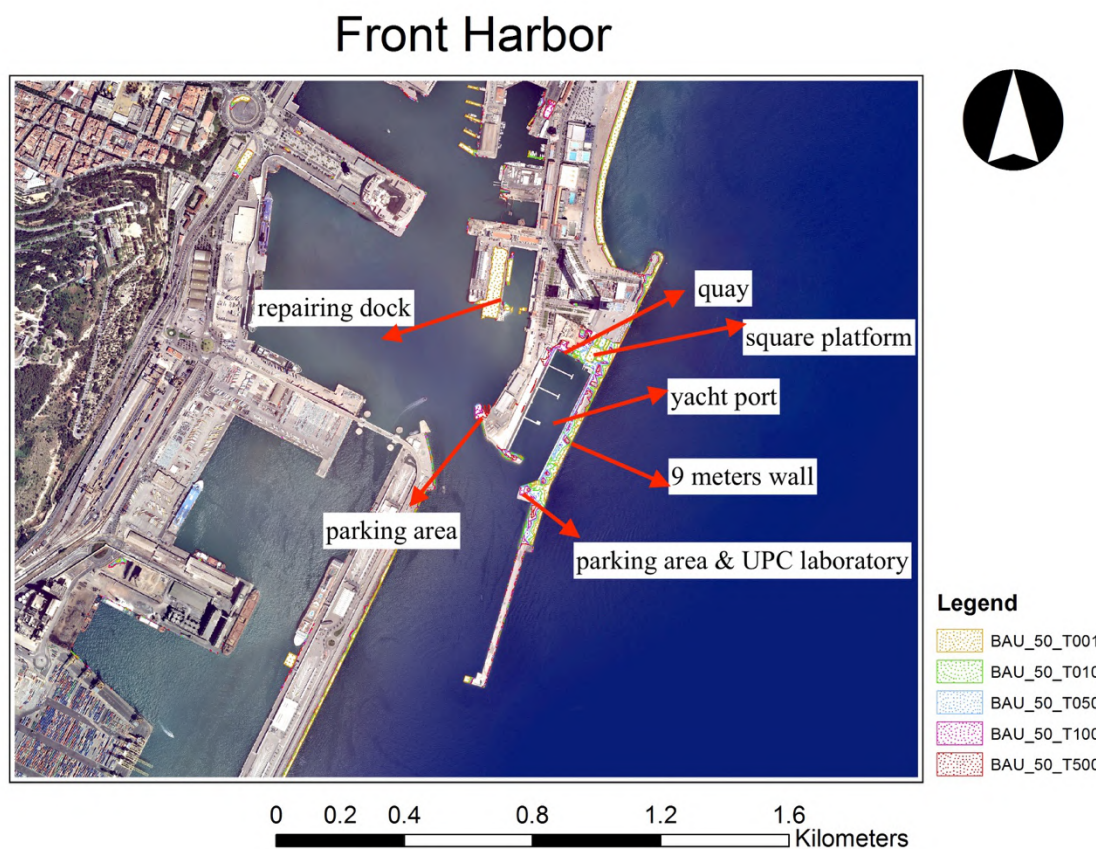 Front Harbor
repairing dock
quay
square platform
yacht port
9 meters wall
parking area
parking area & UPC laboratory
Legend
BAU_50_T001
BAU_50_T010
BAU_50_T050
BAU_50_T100
BAU_50_T500
0 0.2 0.4 0.8 1.2 1.6
Kilometers